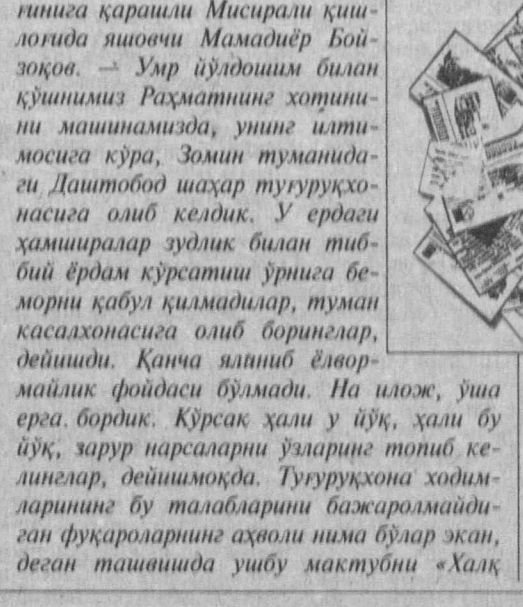 ғинига қарашли Мисирали қиш-
лоғида яшовчи Мамадиёр Бой-
зоқов. – Умр йўлдошим билан
қўшнимиз Раҳматнинг хотини-
ни машинамизда, унинг илти-
мосига кўра, Зомин туманида-
ги Даштобод шаҳар туғуруқхо-
насига олиб келдик. У ердаги
ҳамширалар зудлик билан тиб-
бий ёрдам кўрсатиш ўрнига бе-
морни қабул қилмадилар, туман
касалхонасига олиб боринглар,
дейишди. Қанча ялиниб ёлвор-
майлик фойдаси бўлмади. На илож, ўша
ерга бордик. Кўрсак ҳали у йўқ, ҳали бу
йўқ, зарур нарсаларни ўзларинг топиб ке-
линглар, дейишмоқда. Туғуруқхона ходим-
ларининг бу талабларини бажаролмайди-
ган фуқароларнинг аҳволи нима бўлар экан,
деган ташвишда ушбу мактубни «Халқ